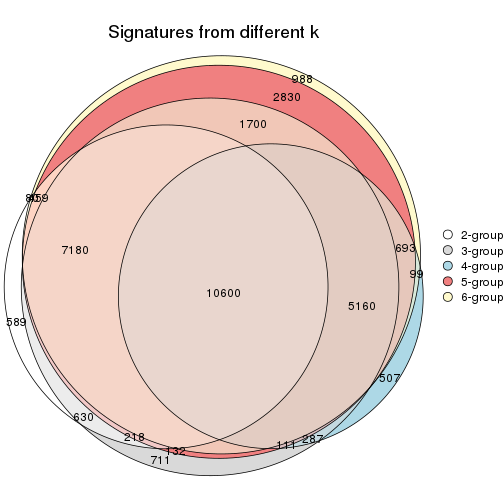 Signatures from different k
988
2830
1700
459
7180
693
99
10600
5160
589
507
630
218
132
711
111
287
2-group
3-group
4-group
5-group
6-group